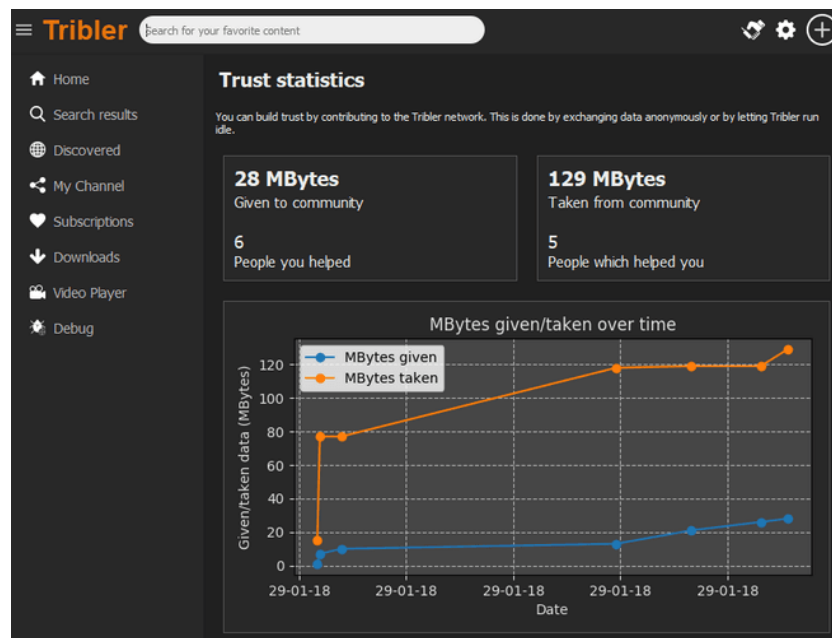 Tribler
Search for your favorite content
Home
Search results
Discovered
My Channel
Subscriptions
Downloads
Video Player
Debug
Trust statistics
You can build trust by contributing to the Tribler network. This is done by exchanging data anonymously or by letting Tribler run
idle.
28 MBytes
Given to community
6
People you helped
129 MBytes
Taken from community
5
People which helped you
MBytes given/taken over time
MBytes given
MBytes taken
Given/taken data (MBytes)
120
100
80
60
40
20
0
29-01-18 29-01-18 29-01-18 29-01-18 29-01-18
Date